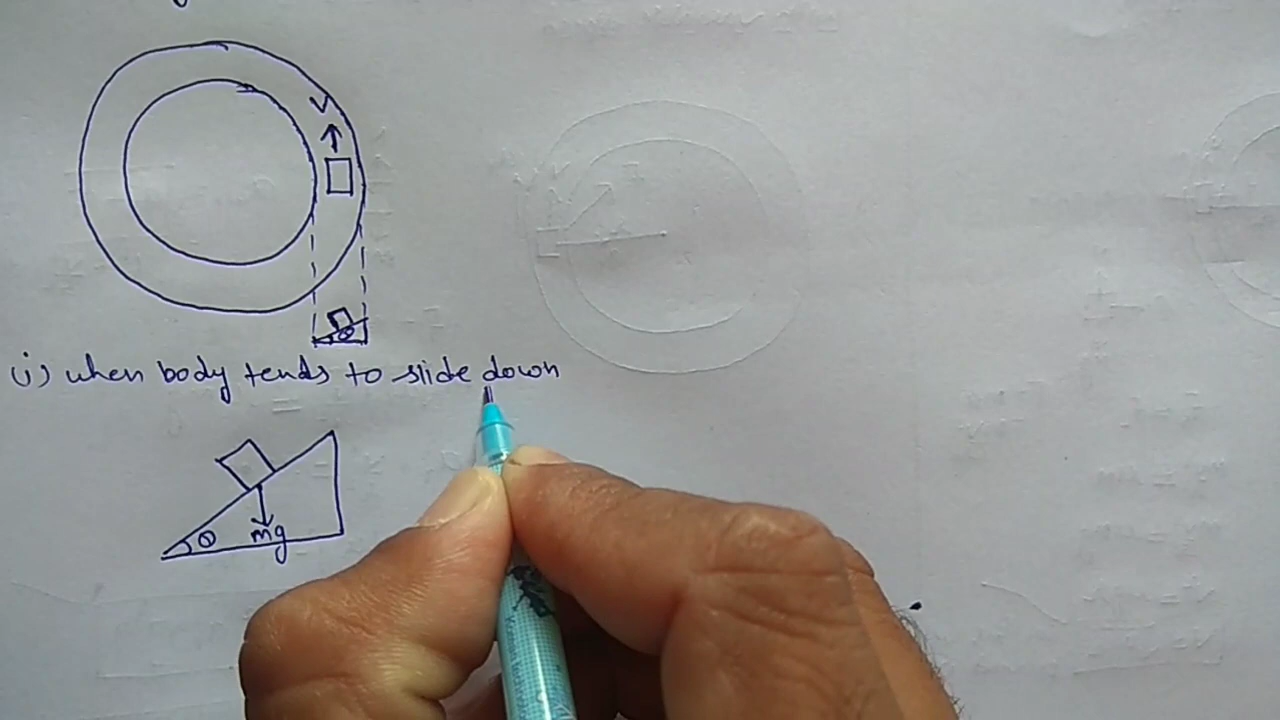 V
θ
(i) when body tends to slide down
θ mg